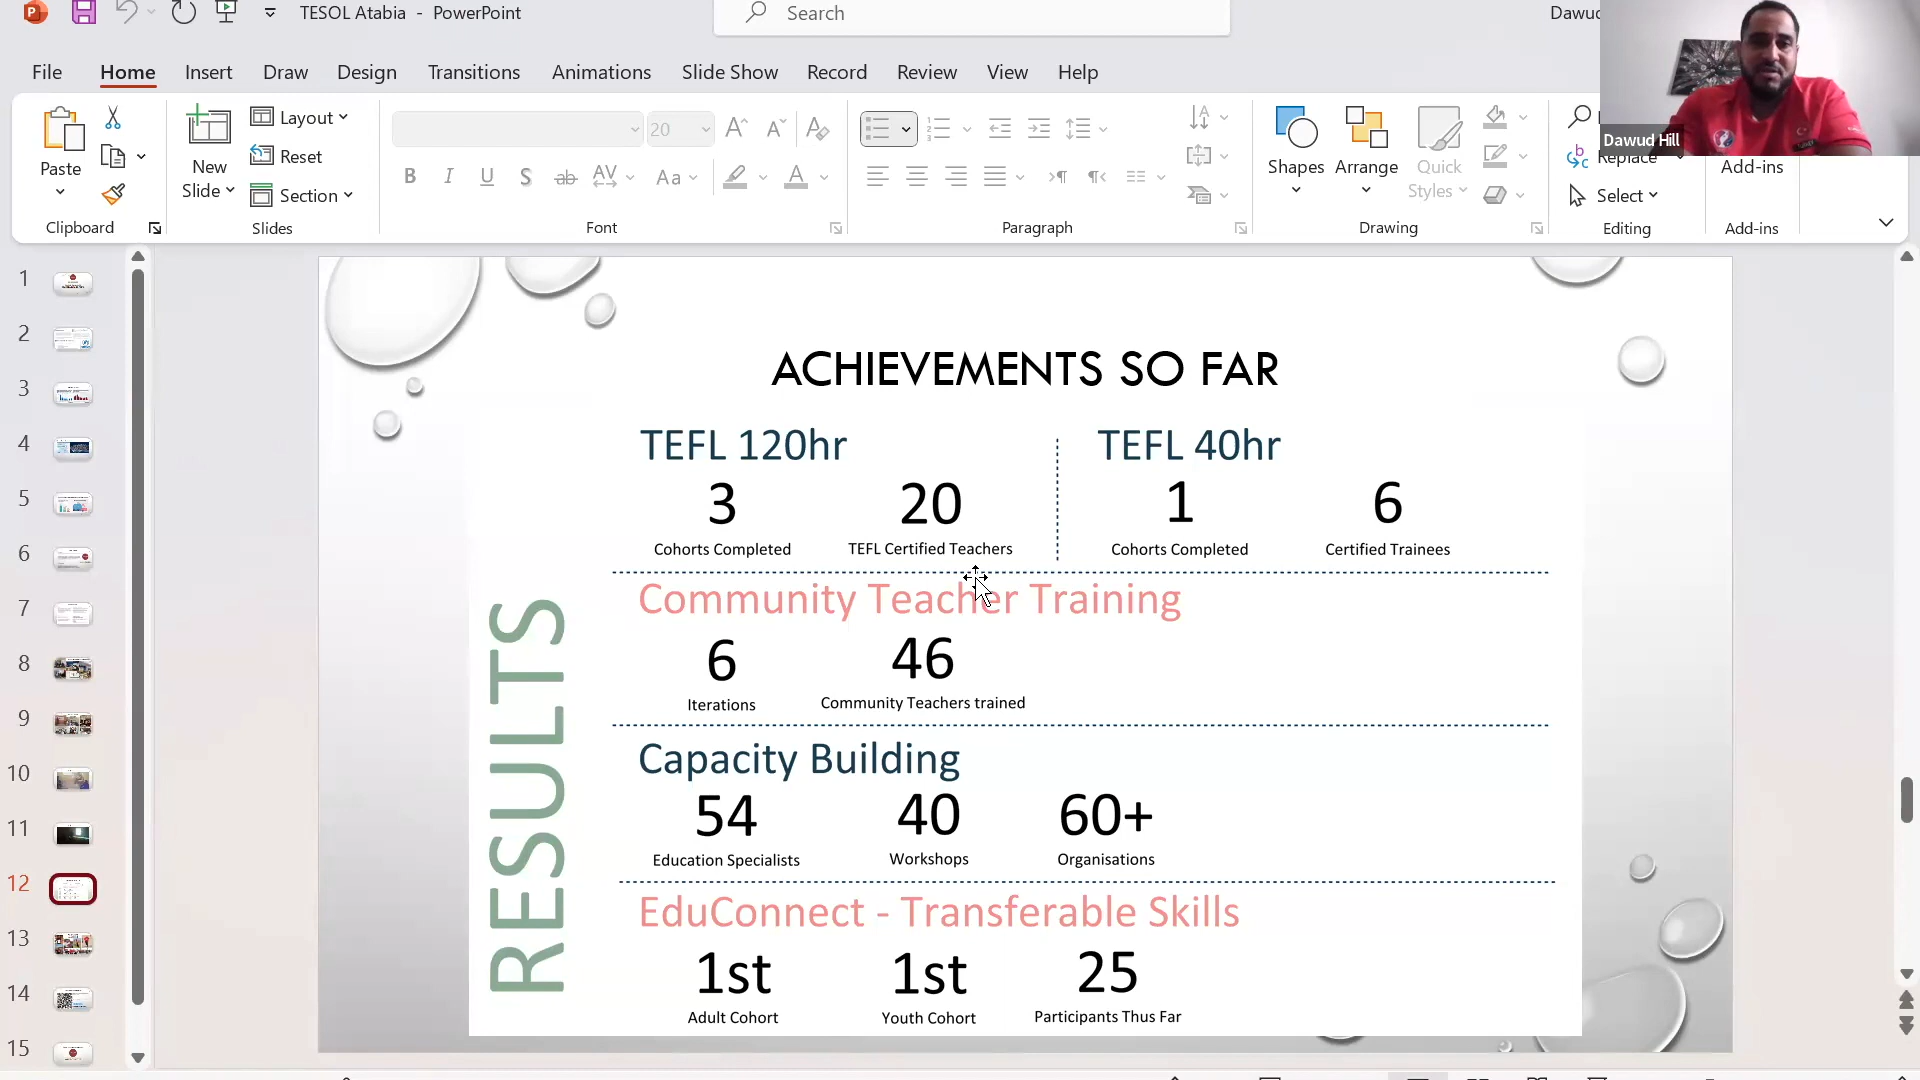 TESOL Atabia - PowerPoint
Search
Dawud
File Home Insert Draw Design Transitions Animations Slide Show Record Review View Help
Paste
Clipboard
New Slide
Layout
Reset
Section
Slides
20
Font
Paragraph
Shapes
Arrange
Quick Styles
Drawing
Replace
Select
Editing
Add-ins
Add-ins
Dawud Hill
1
2
3
4
5
6
7
8
9
10
11
12
13
14
15
ACHIEVEMENTS SO FAR
RESULTS
TEFL 120hr
3 20
Cohorts Completed TEFL Certified Teachers
TEFL 40hr
1 6
Cohorts Completed Certified Trainees
Community Teacher Training
6 46
Iterations Community Teachers trained
Capacity Building
54 40 60+
Education Specialists Workshops Organisations
EduConnect - Transferable Skills
1st 1st 25
Adult Cohort Youth Cohort Participants Thus Far